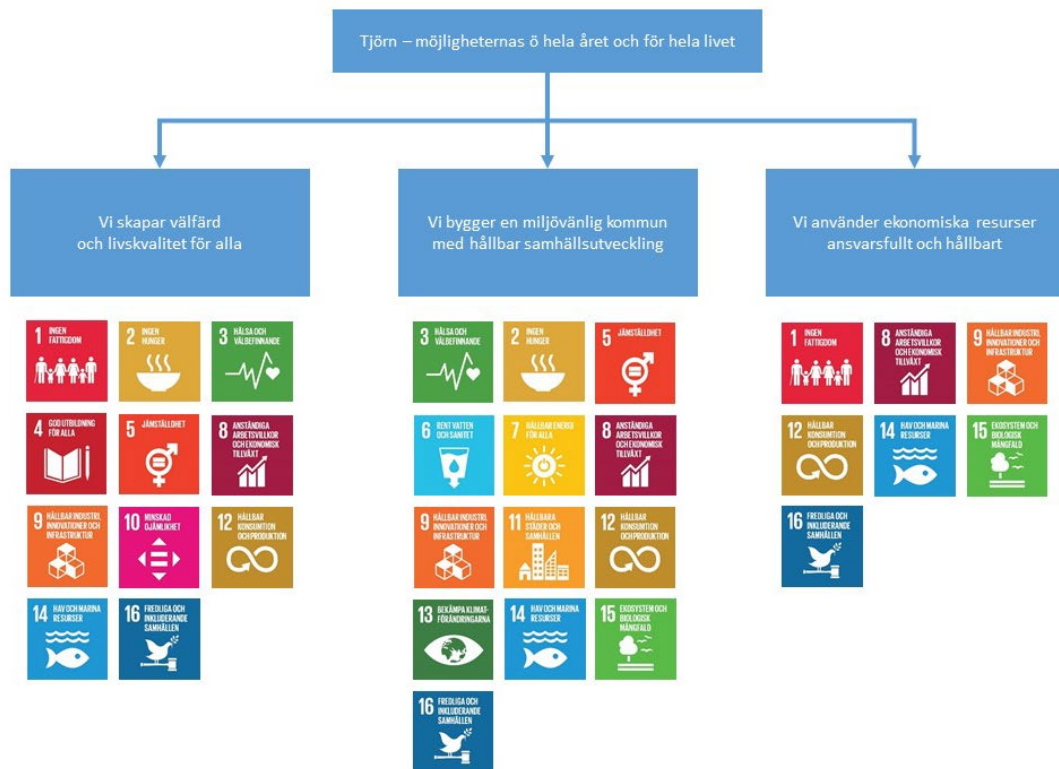 Tjörn – möjligheternas ö hela året och för hela livet
Vi skapar välfärd
och livskvalitet för alla
Vi bygger en miljövänlig kommun
med hållbar samhällsutveckling
Vi använder ekonomiska resurser
ansvarsfullt och hållbart
1 INGEN
FATTIGDOM
2 INGEN
HUNGER
3 HÄLSA OCH
VÄLBEFINNANDE
4 GOD UTBILDNING
FÖR ALLA
5 JÄMSTÄLLDHET
8 ANSTÄNDIGA
ARBETSVILLKOR
OCH EKONOMISK
TILLVÄXT
9 HÅLLBAR INDUSTRI,
INNOVATIONER OCH
INFRASTRUKTUR
10 MINSKAD
OJÄMLIKHET
12 HÅLLBAR
KONSUMTION
OCH PRODUKTION
14 HAV OCH MARINA
RESURSER
16 FREDLIGA OCH
INKLUDERANDE
SAMHÄLLEN
3 HÄLSA OCH
VÄLBEFINNANDE
2 INGEN
HUNGER
5 JÄMSTÄLLDHET
6 RENT VATTEN
OCH SANITET
7 HÅLLBAR ENERGI
FÖR ALLA
8 ANSTÄNDIGA
ARBETSVILLKOR
OCH EKONOMISK
TILLVÄXT
9 HÅLLBAR INDUSTRI,
INNOVATIONER OCH
INFRASTRUKTUR
11 HÅLLBARA
STÄDER OCH
SAMHÄLLEN
12 HÅLLBAR
KONSUMTION
OCH PRODUKTION
13 BEKÄMPA KLIMAT-
FÖRÄNDRINGARNA
14 HAV OCH MARINA
RESURSER
15 EKOSYSTEM OCH
BIOLOGISK
MÅNGFALD
16 FREDLIGA OCH
INKLUDERANDE
SAMHÄLLEN
1 INGEN
FATTIGDOM
8 ANSTÄNDIGA
ARBETSVILLKOR
OCH EKONOMISK
TILLVÄXT
9 HÅLLBAR INDUSTRI,
INNOVATIONER OCH
INFRASTRUKTUR
12 HÅLLBAR
KONSUMTION
OCH PRODUKTION
14 HAV OCH MARINA
RESURSER
15 EKOSYSTEM OCH
BIOLOGISK
MÅNGFALD
16 FREDLIGA OCH
INKLUDERANDE
SAMHÄLLEN